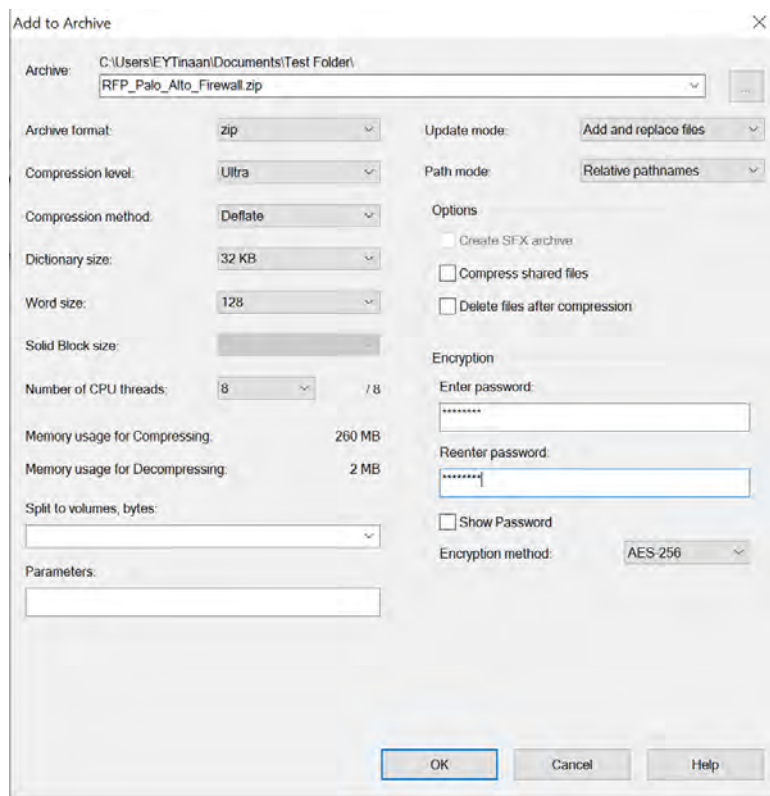 Add to Archive
Archive:
C:\Users\EYTinaan\Documents\Test Folder\
RFP_Palo_Alto_Firewall.zip
...
Archive format:
zip
Compression level:
Ultra
Compression method:
Deflate
Dictionary size:
32 KB
Word size:
128
Solid Block size:
Number of CPU threads:
8
/ 8
Memory usage for Compressing:
260 MB
Memory usage for Decompressing:
2 MB
Split to volumes, bytes:
Parameters:
Update mode:
Add and replace files
Path mode:
Relative pathnames
Options
Create SFX archive
Compress shared files
Delete files after compression
Encryption
Enter password:
********
Reenter password:
********
Show Password
Encryption method:
AES-256
OK
Cancel
Help